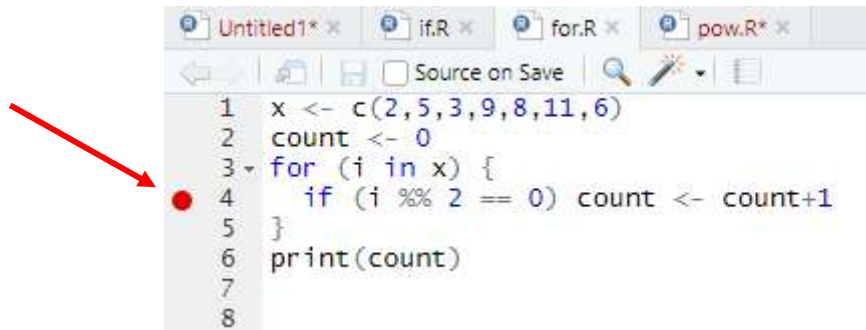 Untitled1* × if.R × for.R × pow.R* ×
Source on Save
1 x <- c(2,5,3,9,8,11,6)
2 count <- 0
3 for (i in x) {
4   if (i %% 2 == 0) count <- count+1
5 }
6 print(count)
7
8